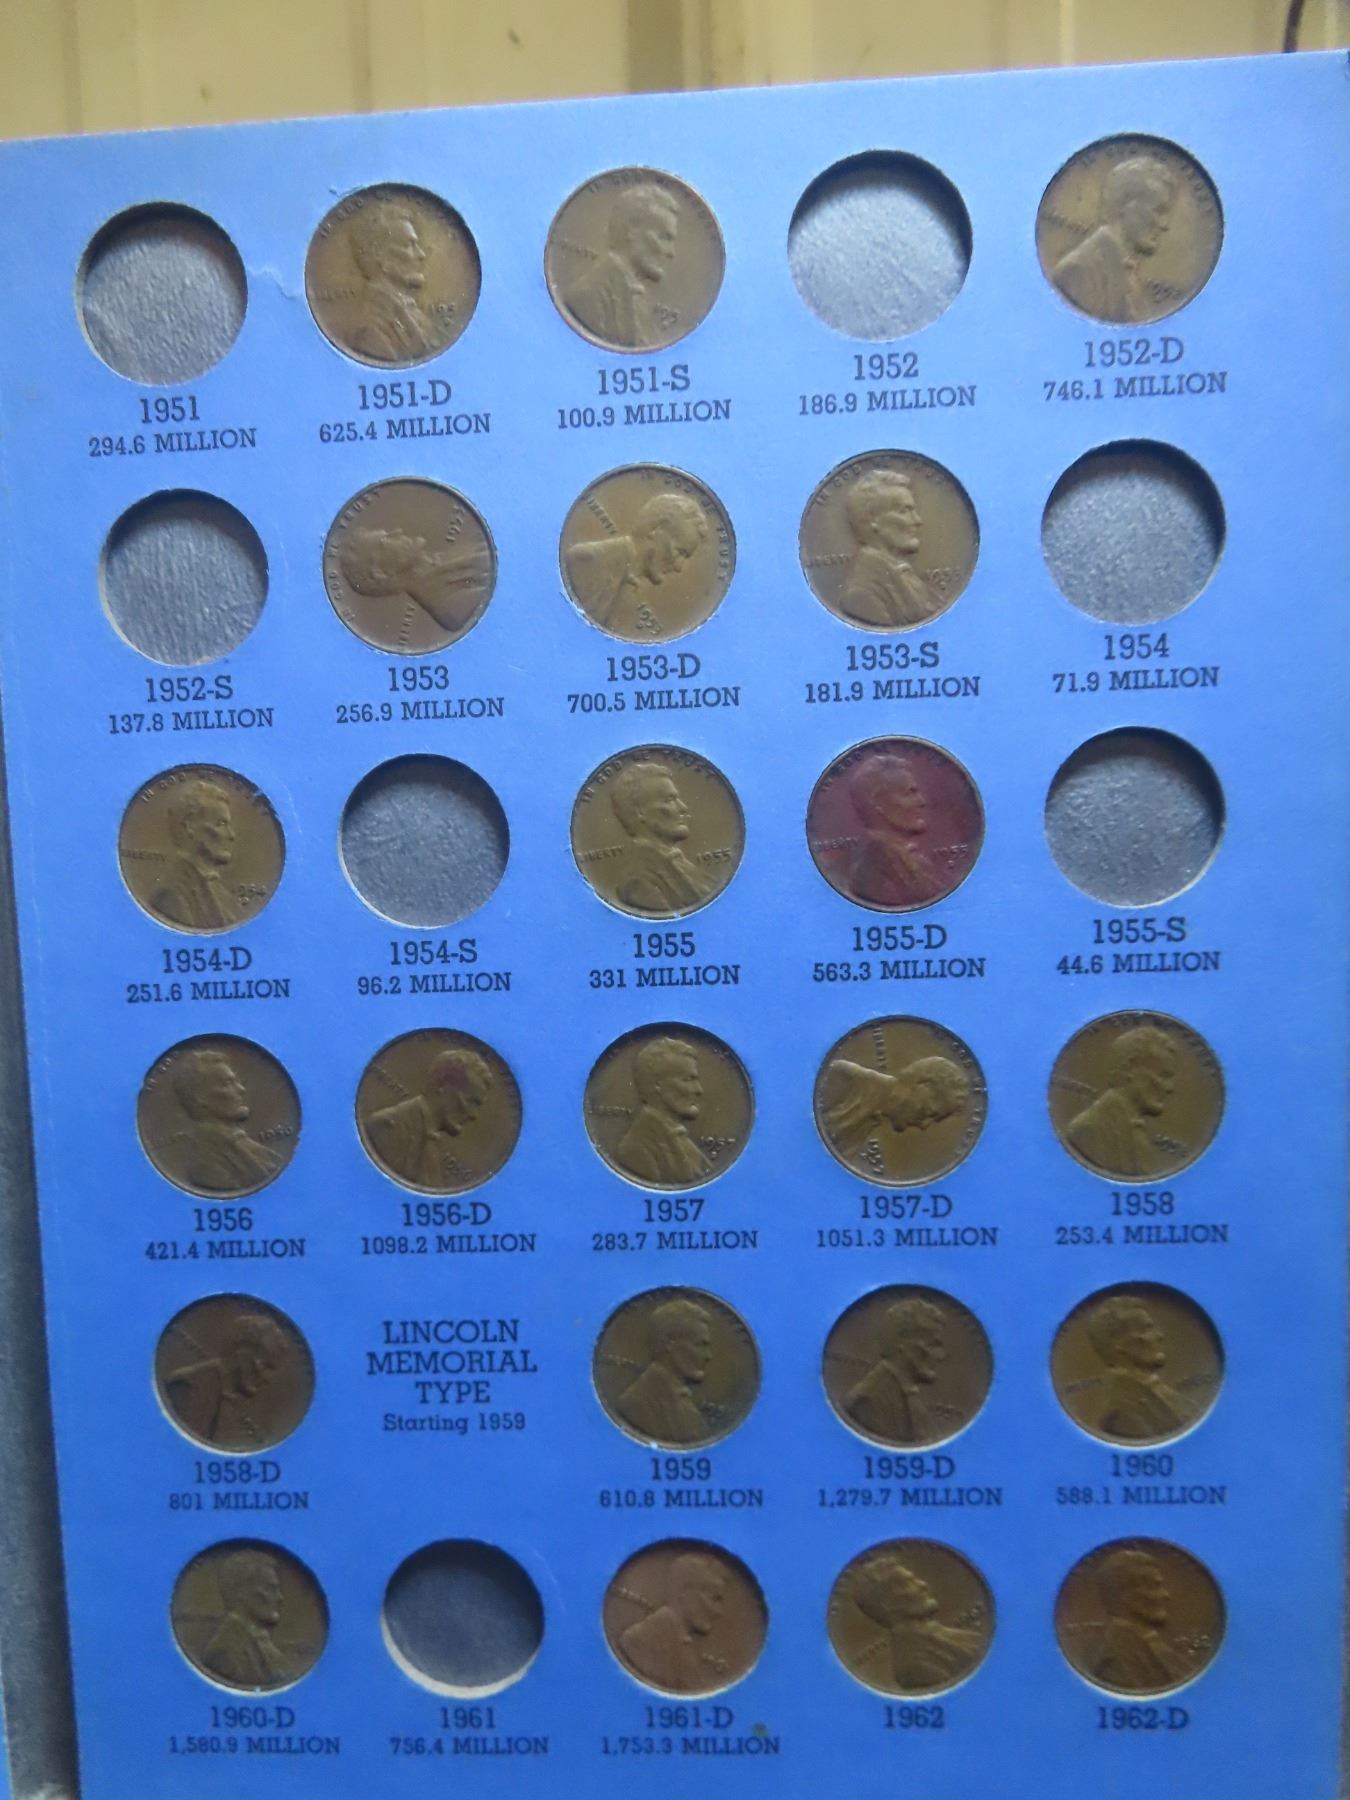 1951
294.6 MILLION
1951-D
625.4 MILLION
1951-S
100.9 MILLION
1952
186.9 MILLION
1952-D
746.1 MILLION
1952-S
137.8 MILLION
1953
256.9 MILLION
1953-D
700.5 MILLION
1953-S
181.9 MILLION
1954
71.9 MILLION
1954-D
251.6 MILLION
1954-S
96.2 MILLION
1955
331 MILLION
1955-D
563.3 MILLION
1955-S
44.6 MILLION
1956
421.4 MILLION
1956-D
1098.2 MILLION
1957
283.7 MILLION
1957-D
1051.3 MILLION
1958
253.4 MILLION
1958-D
801 MILLION
LINCOLN
MEMORIAL
TYPE
Starting 1959
1959
610.8 MILLION
1959-D
1,279.7 MILLION
1960
588.1 MILLION
1960-D
1,580.9 MILLION
1961
756.4 MILLION
1961-D
1,753.3 MILLION
1962
1962-D